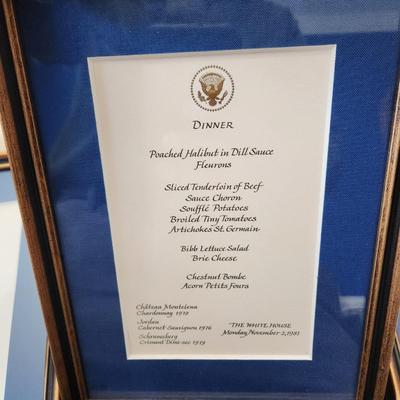 DINNER
Poached Halibut in Dill Sauce
Fleurons
Sliced Tenderloin of Beef
Sauce Choron
Soufflé Potatoes
Broiled Tiny Tomatoes
Artichokes St. Germain
Bibb Lettuce Salad
Brie Cheese
Chestnut Bombe
Acorn Petits Fours
Château Montelena
Chardonnay 1979
Jordan
Cabernet Sauvignon 1976
Schramsberg
Crémant Demi-sec 1979
THE WHITE HOUSE
Monday, November 2, 1981